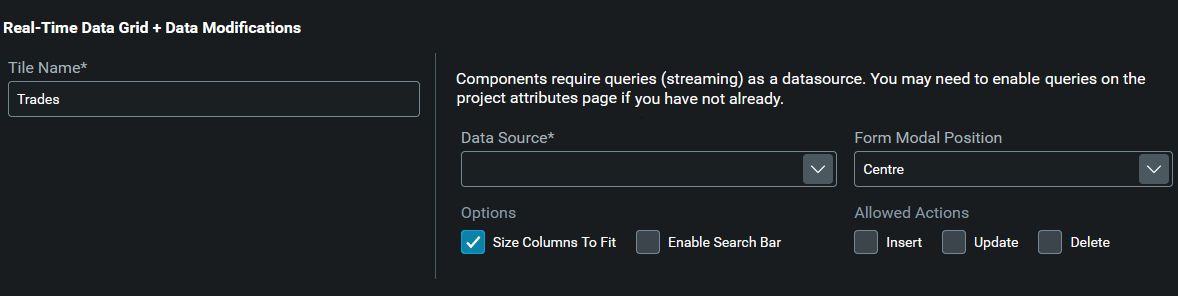 Real-Time Data Grid + Data Modifications
Tile Name*
Trades
Components require queries (streaming) as a datasource. You may need to enable queries on the
project attributes page if you have not already.
Data Source*
Form Modal Position
Centre
Options
Allowed Actions
Size Columns To Fit
Enable Search Bar
Insert
Update
Delete